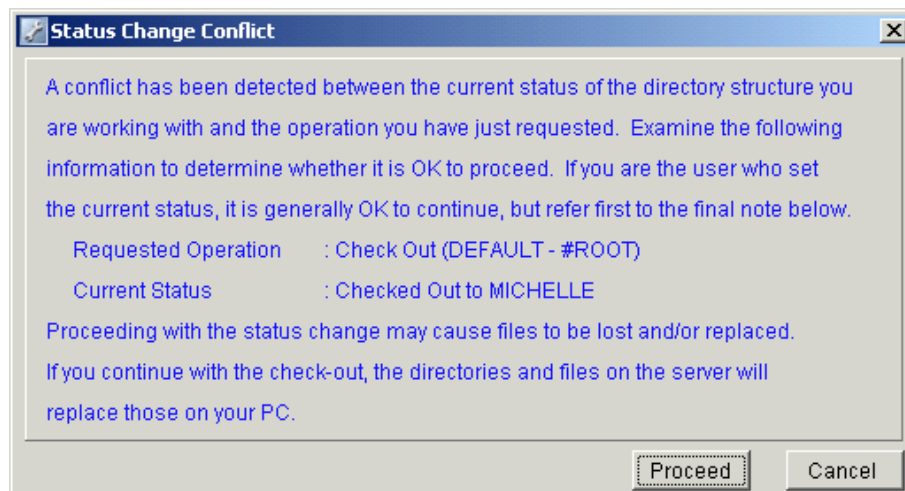 Status Change Conflict
A conflict has been detected between the current status of the directory structure you
are working with and the operation you have just requested. Examine the following
information to determine whether it is OK to proceed. If you are the user who set
the current status, it is generally OK to continue, but refer first to the final note below.
Requested Operation : Check Out (DEFAULT - #ROOT)
Current Status : Checked Out to MICHELLE
Proceeding with the status change may cause files to be lost and/or replaced.
If you continue with the check-out, the directories and files on the server will
replace those on your PC.
Proceed Cancel